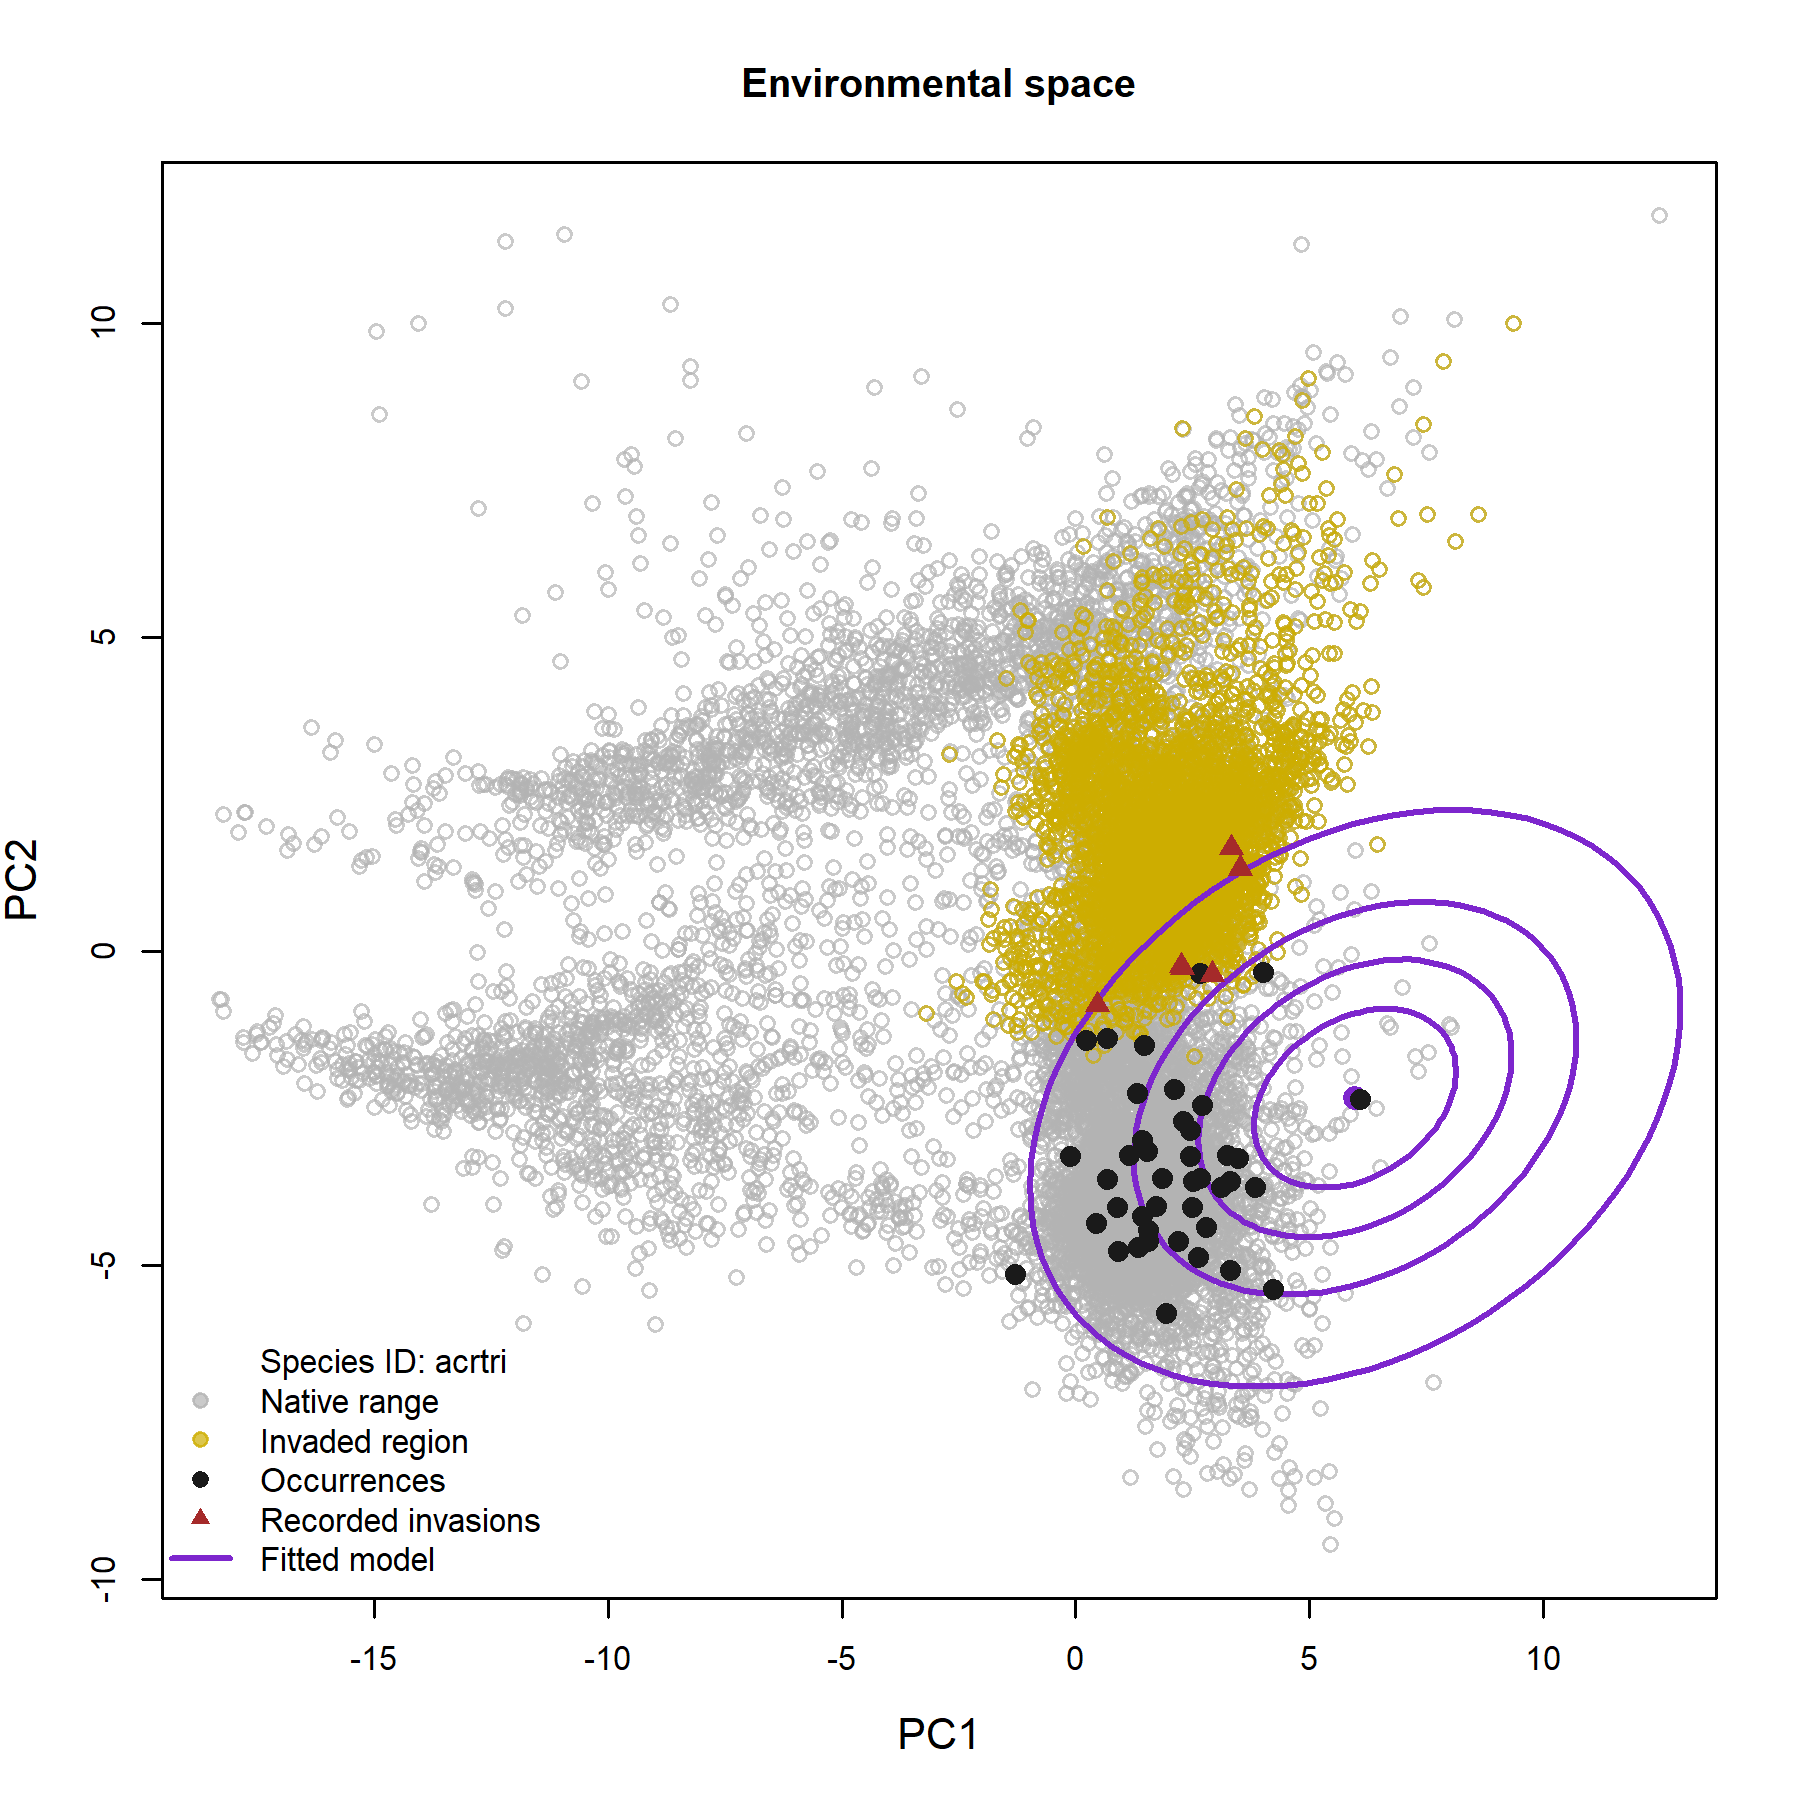 Environmental space
10
5
0
-5
-10
PC2
Species ID: acrtri
Native range
Invaded region
Occurrences
Recorded invasions
Fitted model
-15 -10 -5 0 5 10
PC1